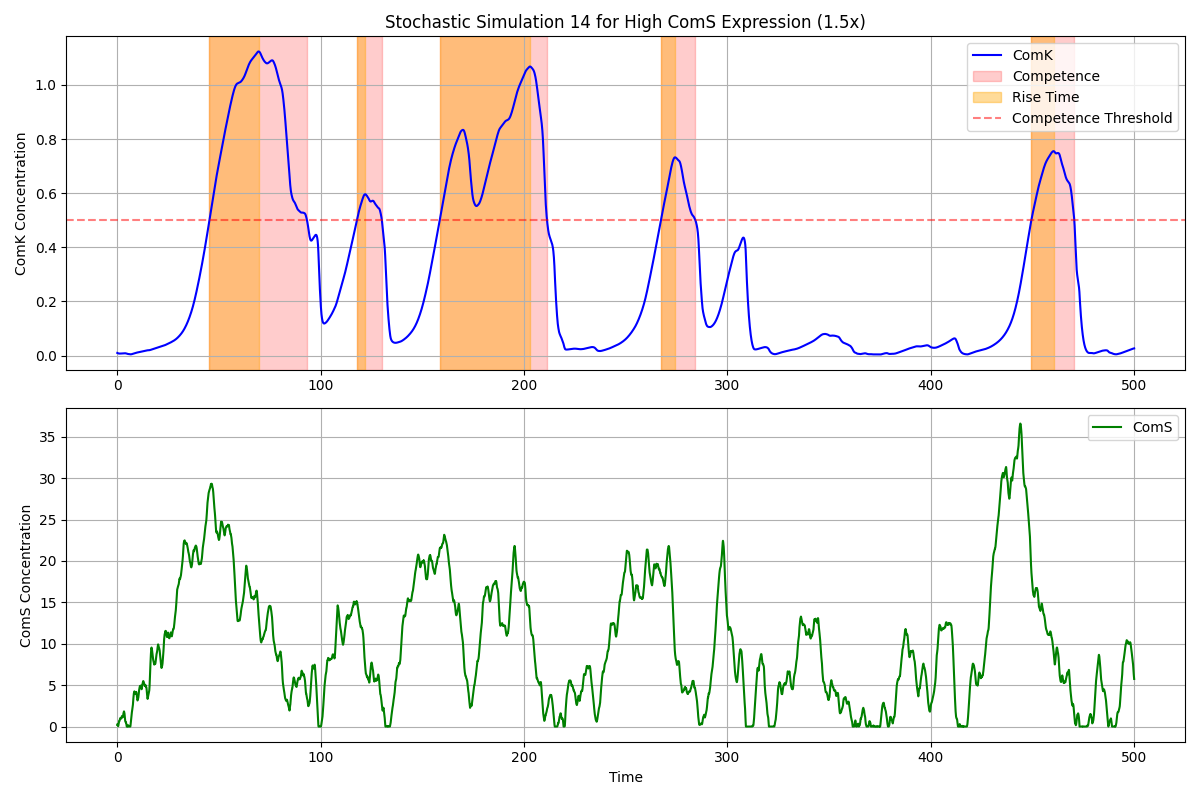 Stochastic Simulation 14 for High ComS Expression (1.5x)
ComK Concentration
1.0
0.8
0.6
0.4
0.2
0.0
ComK
Competence
Rise Time
Competence Threshold
0 100 200 300 400 500
ComS Concentration
35
30
25
20
15
10
5
0
ComS
0 100 200 300 400 500
Time